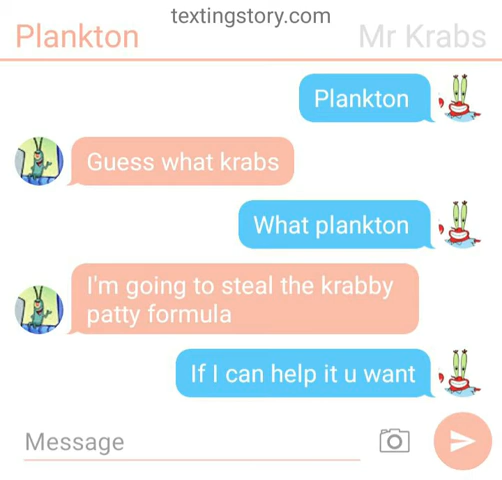 textingstory.com
Plankton
Mr Krabs
Plankton
Guess what krabs
What plankton
I'm going to steal the krabby
patty formula
If I can help it u want
Message